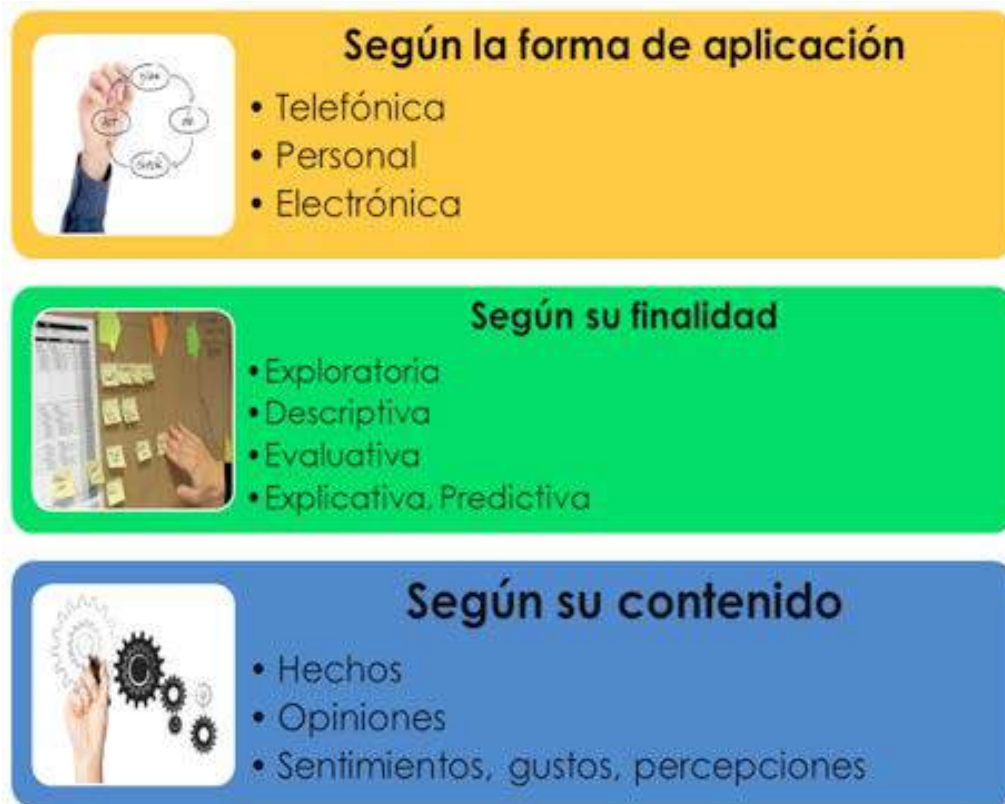 Según la forma de aplicación
• Telefónica
• Personal
• Electrónica
Según su finalidad
• Exploratoria
• Descriptiva
• Evaluativa
• Explicativa, Predictiva
Según su contenido
• Hechos
• Opiniones
• Sentimientos, gustos, percepciones